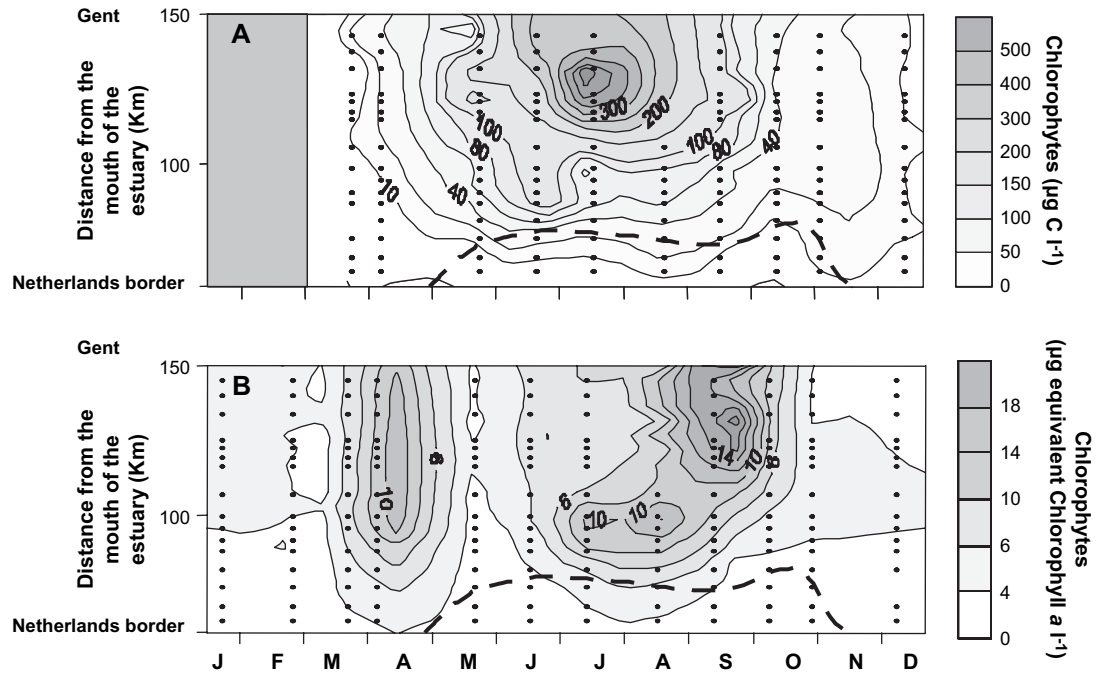 Gent
150
A
Distance from the
mouth of the
estuary (Km)
100
Netherlands border
10
40
80
100
300
200
100
80
40
500
400
300
200
150
100
50
0
Chlorophytes (µg C l-1)
Gent
150
B
Distance from the
mouth of the
estuary (Km)
100
Netherlands border
10
8
6
10
10
14
10
8
18
14
10
6
4
0
Chlorophytes
(µg equivalent Chlorophyll a l-1)
J F M A M J J A S O N D